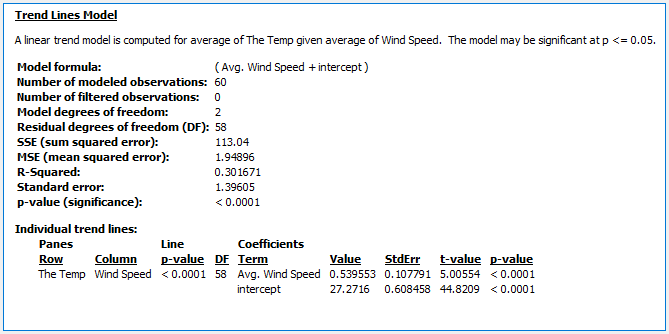 Trend Lines Model
A linear trend model is computed for average of The Temp given average of Wind Speed.  The model may be significant at p <= 0.05.
Model formula: ( Avg. Wind Speed + intercept )
Number of modeled observations: 60
Number of filtered observations: 0
Model degrees of freedom: 2
Residual degrees of freedom (DF): 58
SSE (sum squared error): 113.04
MSE (mean squared error): 1.94896
R-Squared: 0.301671
Standard error: 1.39605
p-value (significance): < 0.0001
Individual trend lines:
Panes Line Coefficients
Row Column p-value DF Term Value StdErr t-value p-value
The Temp Wind Speed < 0.0001 58 Avg. Wind Speed 0.539553 0.107791 5.00554 < 0.0001
intercept 27.2716 0.608458 44.8209 < 0.0001